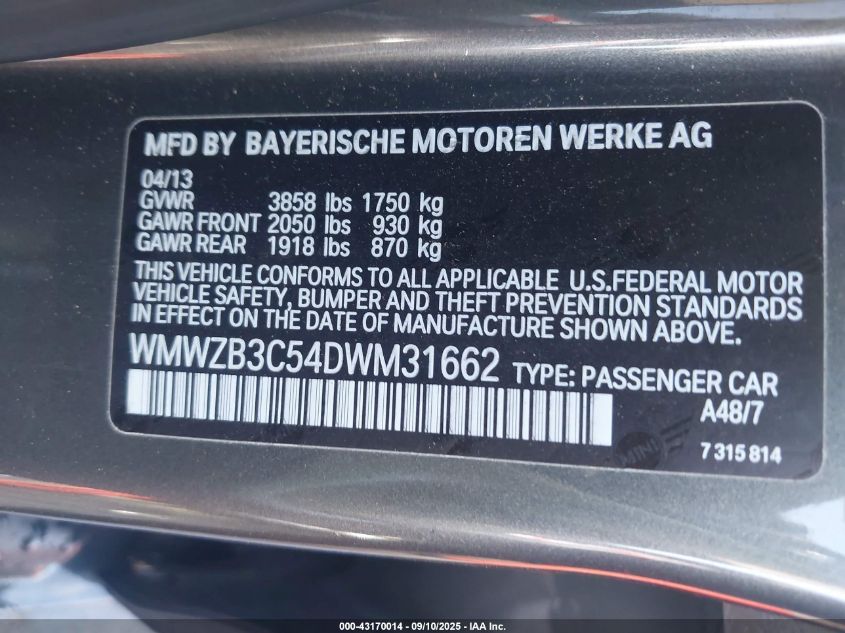 MFD BY BAYERISCHE MOTOREN WERKE AG
04/13
GVWR 3858 lbs 1750 kg
GAWR FRONT 2050 lbs 930 kg
GAWR REAR 1918 lbs 870 kg
THIS VEHICLE CONFORMS TO ALL APPLICABLE U.S.FEDERAL MOTOR
VEHICLE SAFETY, BUMPER AND THEFT PREVENTION STANDARDS
IN EFFECT ON THE DATE OF MANUFACTURE SHOWN ABOVE.
WMWZB3C54DWM31662 TYPE: PASSENGER CAR
A48/7
MINI
7 315 814
000-43170014 - 09/10/2025 - IAA Inc.